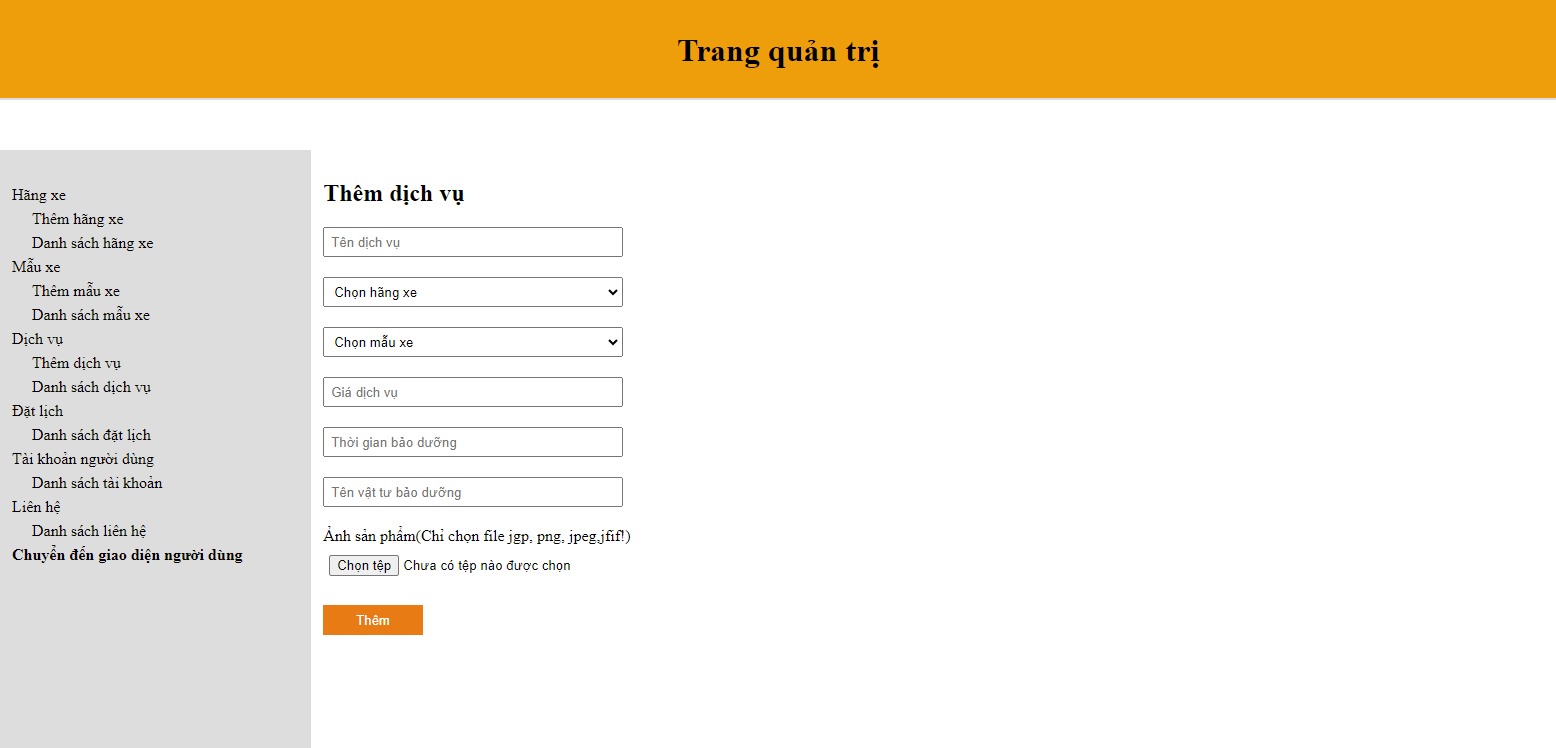 Trang quản trị
Hãng xe
Thêm hãng xe
Danh sách hãng xe
Mẫu xe
Thêm mẫu xe
Danh sách mẫu xe
Dịch vụ
Thêm dịch vụ
Danh sách dịch vụ
Đặt lịch
Danh sách đặt lịch
Tài khoản người dùng
Danh sách tài khoản
Liên hệ
Danh sách liên hệ
Chuyển đến giao diện người dùng
Thêm dịch vụ
Tên dịch vụ
Chọn hãng xe
Chọn mẫu xe
Giá dịch vụ
Thời gian bảo dưỡng
Tên vật tư bảo dưỡng
Ảnh sản phẩm(Chỉ chọn file jgp, png, jpeg,jfif!)
Chọn tệp Chưa có tệp nào được chọn
Thêm